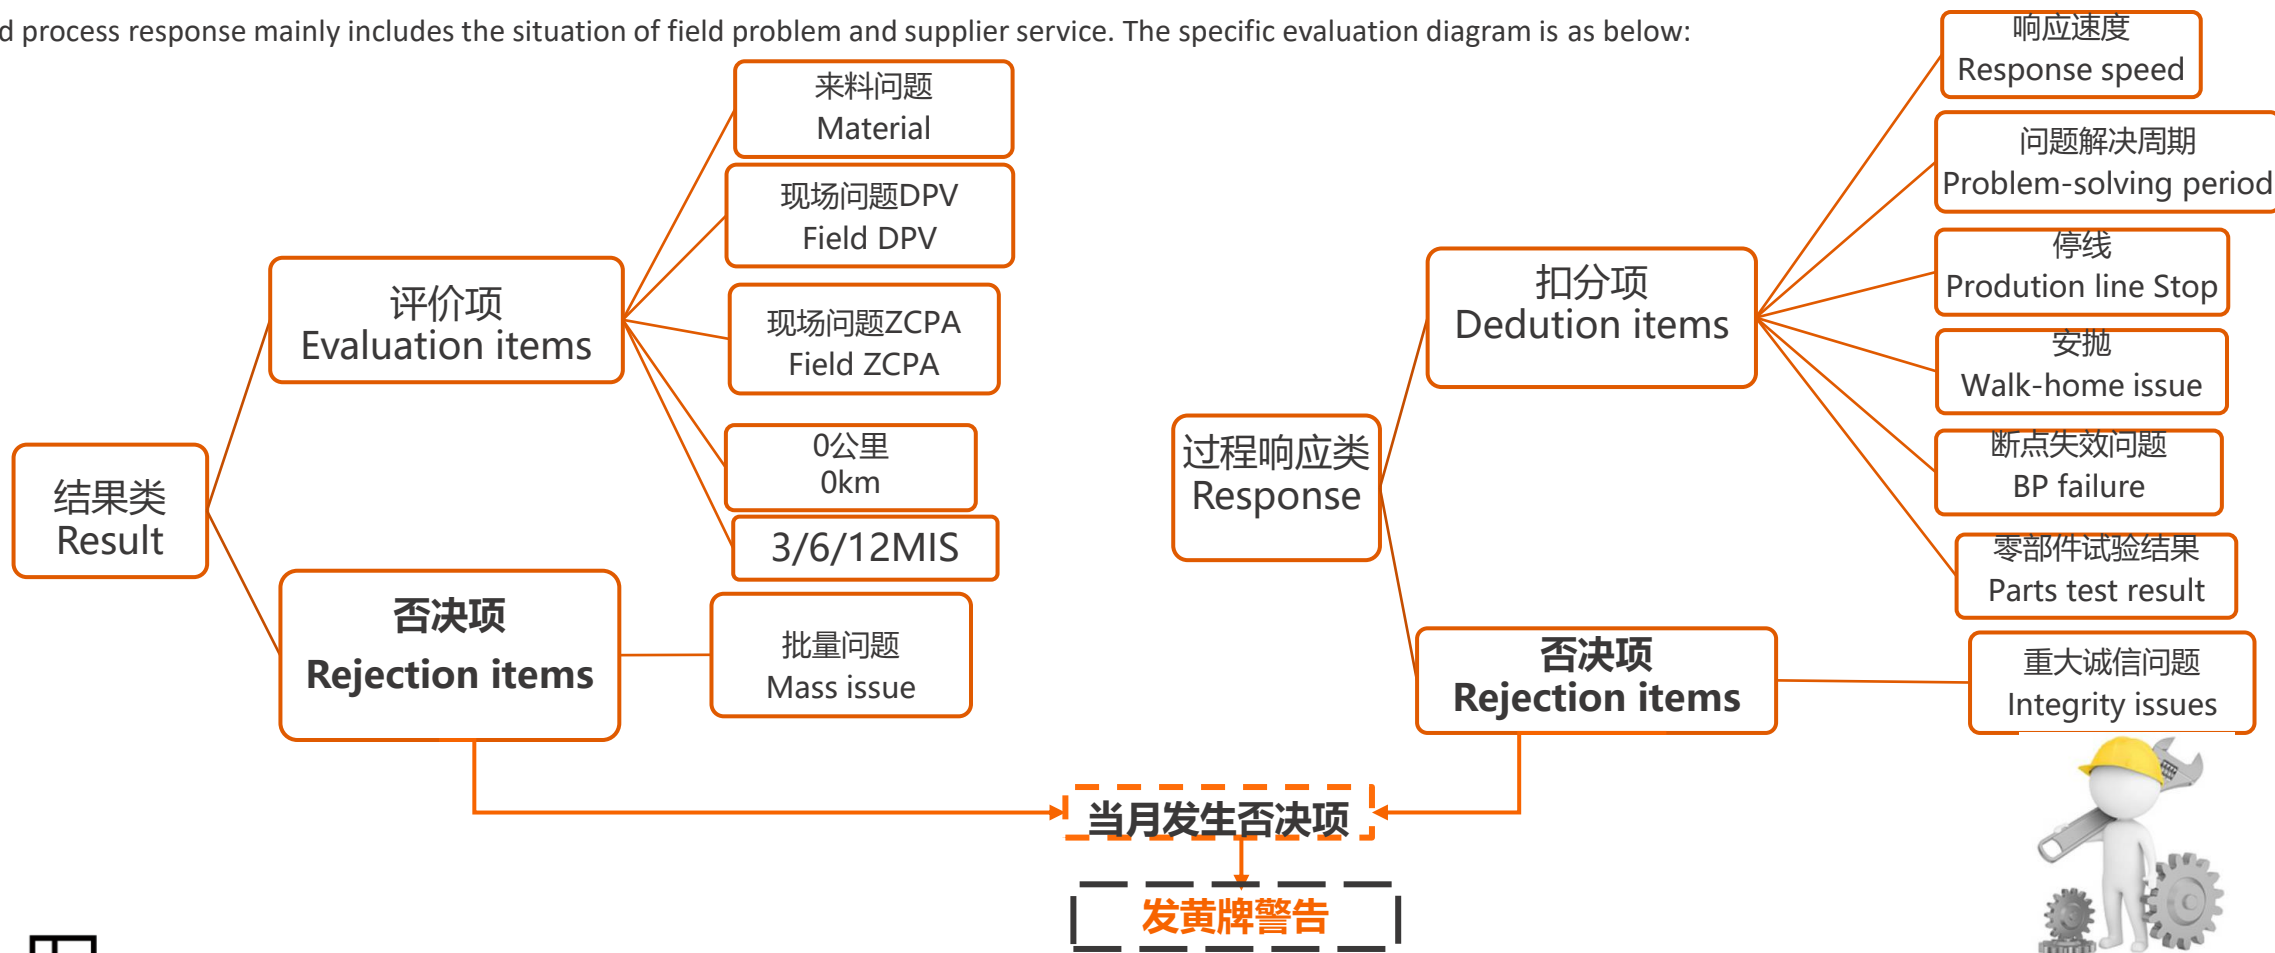 d process response mainly includes the situation of field problem and supplier service. The specific evaluation diagram is as below:
结果类
Result
评价项
Evaluation items
来料问题
Material
现场问题DPV
Field DPV
现场问题ZCPA
Field ZCPA
0公里
0km
3/6/12MIS
否决项
Rejection items
批量问题
Mass issue
过程响应类
Response
扣分项
Dedution items
响应速度
Response speed
问题解决周期
Problem-solving period
停线
Prodution line Stop
安抛
Walk-home issue
断点失效问题
BP failure
零部件试验结果
Parts test result
否决项
Rejection items
重大诚信问题
Integrity issues
当月发生否决项
发黄牌警告